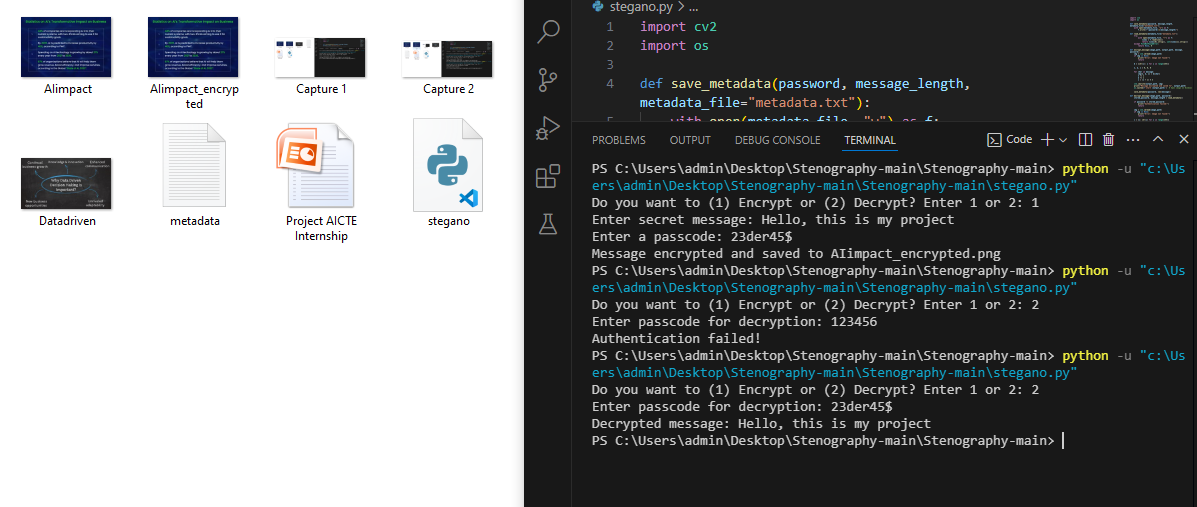 AIimpact
AIimpact_encryp
ted
Capture 1
Capture 2
Datadriven
metadata
Project AICTE
Internship
stegano
stegano.py > ...
1 import cv2
2 import os
3
4 def save_metadata(password, message_length,
metadata_file="metadata.txt"):
PROBLEMS OUTPUT DEBUG CONSOLE TERMINAL Code
PS C:\Users\admin\Desktop\Stenography-main\Stenography-main> python -u "c:\Us
ers\admin\Desktop\Stenography-main\Stenography-main\stegano.py"
Do you want to (1) Encrypt or (2) Decrypt? Enter 1 or 2: 1
Enter secret message: Hello, this is my project
Enter a passcode: 23der45$
Message encrypted and saved to AIimpact_encrypted.png
PS C:\Users\admin\Desktop\Stenography-main\Stenography-main> python -u "c:\Us
ers\admin\Desktop\Stenography-main\Stenography-main\stegano.py"
Do you want to (1) Encrypt or (2) Decrypt? Enter 1 or 2: 2
Enter passcode for decryption: 123456
Authentication failed!
PS C:\Users\admin\Desktop\Stenography-main\Stenography-main> python -u "c:\Us
ers\admin\Desktop\Stenography-main\Stenography-main\stegano.py"
Do you want to (1) Encrypt or (2) Decrypt? Enter 1 or 2: 2
Enter passcode for decryption: 23der45$
Decrypted message: Hello, this is my project
PS C:\Users\admin\Desktop\Stenography-main\Stenography-main>